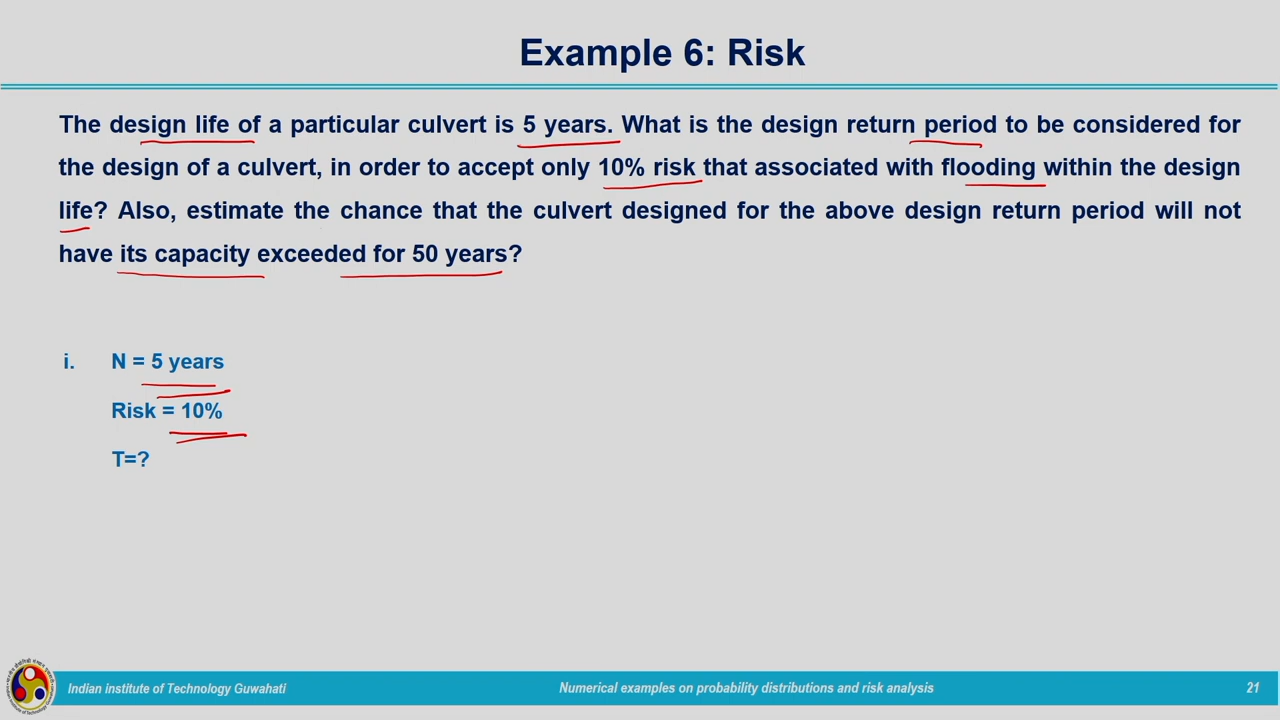 Example 6: Risk
The design life of a particular culvert is 5 years. What is the design return period to be considered for
the design of a culvert, in order to accept only 10% risk that associated with flooding within the design
life? Also, estimate the chance that the culvert designed for the above design return period will not
have its capacity exceeded for 50 years?
i. N = 5 years
Risk = 10%
T=?
Indian institute of Technology Guwahati Numerical examples on probability distributions and risk analysis 21